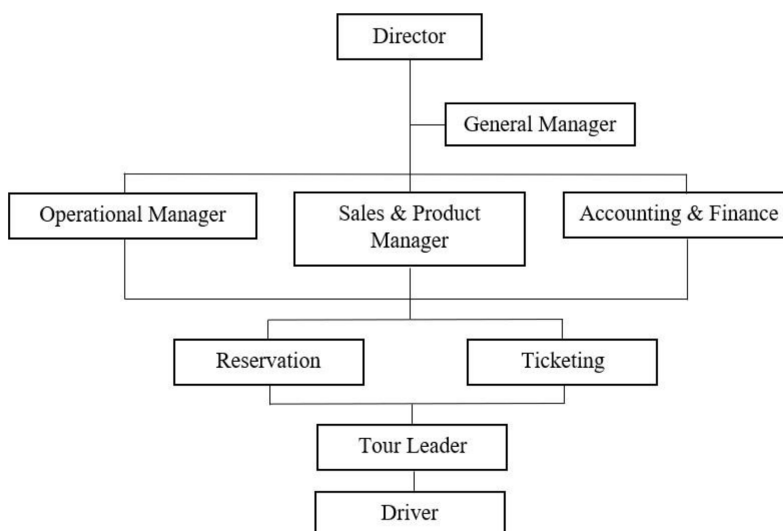 Director
General Manager
Operational Manager
Sales & Product
Manager
Accounting & Finance
Reservation
Ticketing
Tour Leader
Driver